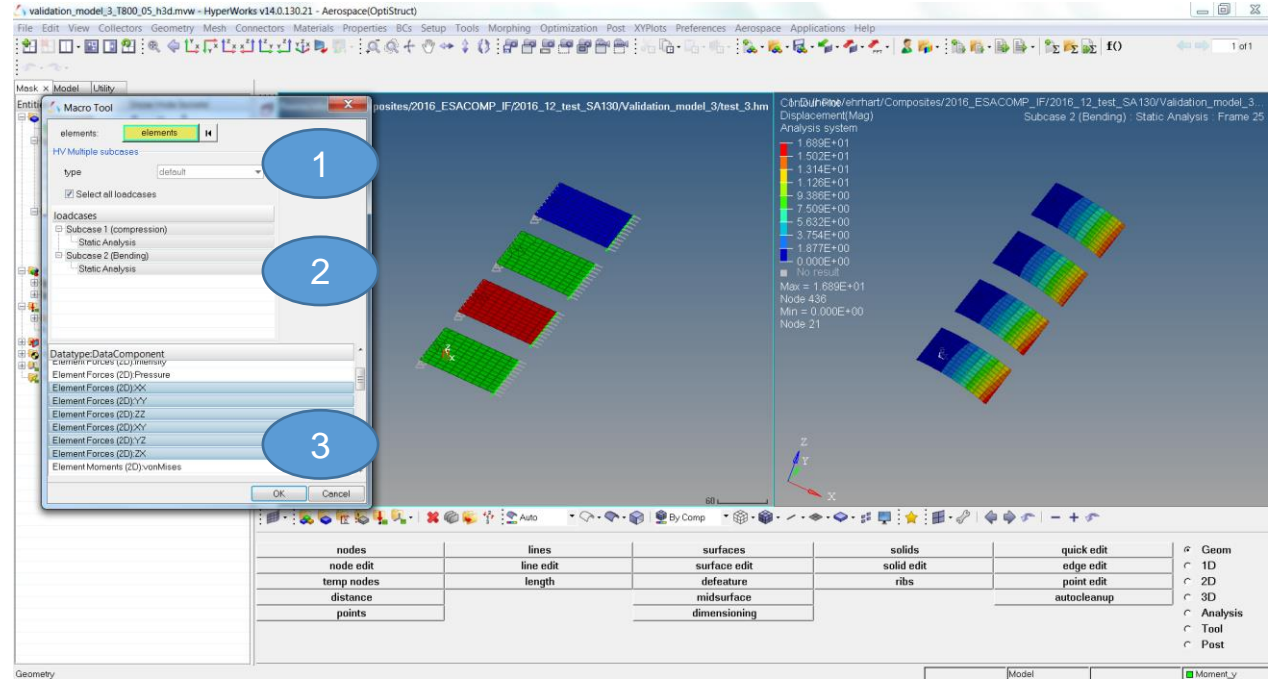 validation_model_3_T800_05_h3d.mvw - HyperWorks v14.0.130.21 - Aerospace(OptiStruct)
File Edit View Collectors Geometry Mesh Connectors Materials Properties BCs Setup Tools Morphing Optimization Post XYPlots Preferences Aerospace Applications Help
f() 1 of1
Mask x Model Utility
Macro Tool
elements: elements
HV Multiple subcases
type default
Select all loadcases
loadcases
Subcase 1 (compression)
Static Analysis
Subcase 2 (Bending)
Static Analysis
Datatype:DataComponent
Element Forces (2D):Intensity
Element Forces (2D):Pressure
Element Forces (2D):XX
Element Forces (2D):YY
Element Forces (2D):ZZ
Element Forces (2D):XY
Element Forces (2D):YZ
Element Forces (2D):ZX
Element Moments (2D):vonMises
OK Cancel
1
2
3
posites/2016_ESACOMP_IF/2016_12_test_SA130/Validation_model_3/test_3.hm
Z
X
60
/ehrhart/Composites/2016_ESACOMP_IF/2016_12_test_SA130/Validation_model_3...
Displacement(Mag) Subcase 2 (Bending) : Static Analysis : Frame 25
Analysis system
1.689E+01
1.502E+01
1.314E+01
1.126E+01
9.386E+00
7.509E+00
5.632E+00
3.754E+00
1.877E+00
0.000E+00
No result
Max = 1.689E+01
Node 436
Min = 0.000E+00
Node 21
Z
Y
X
Auto By Comp
nodes lines surfaces solids quick edit Geom
node edit line edit surface edit solid edit edge edit 1D
temp nodes length defeature ribs point edit 2D
distance midsurface autocleanup 3D
points dimensioning Analysis
Tool
Post
Geometry Model Moment_y